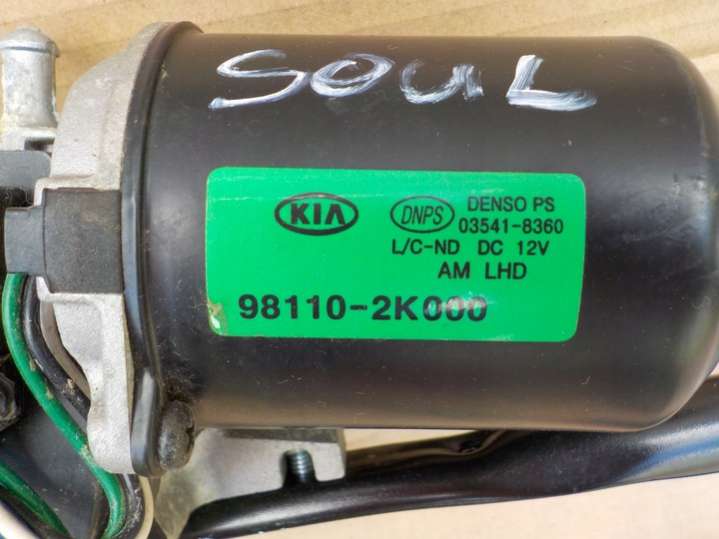 SOUL
KIA
DNPS
DENSO PS
03541-8360
L/C-ND DC 12V
AM LHD
98110-2K000